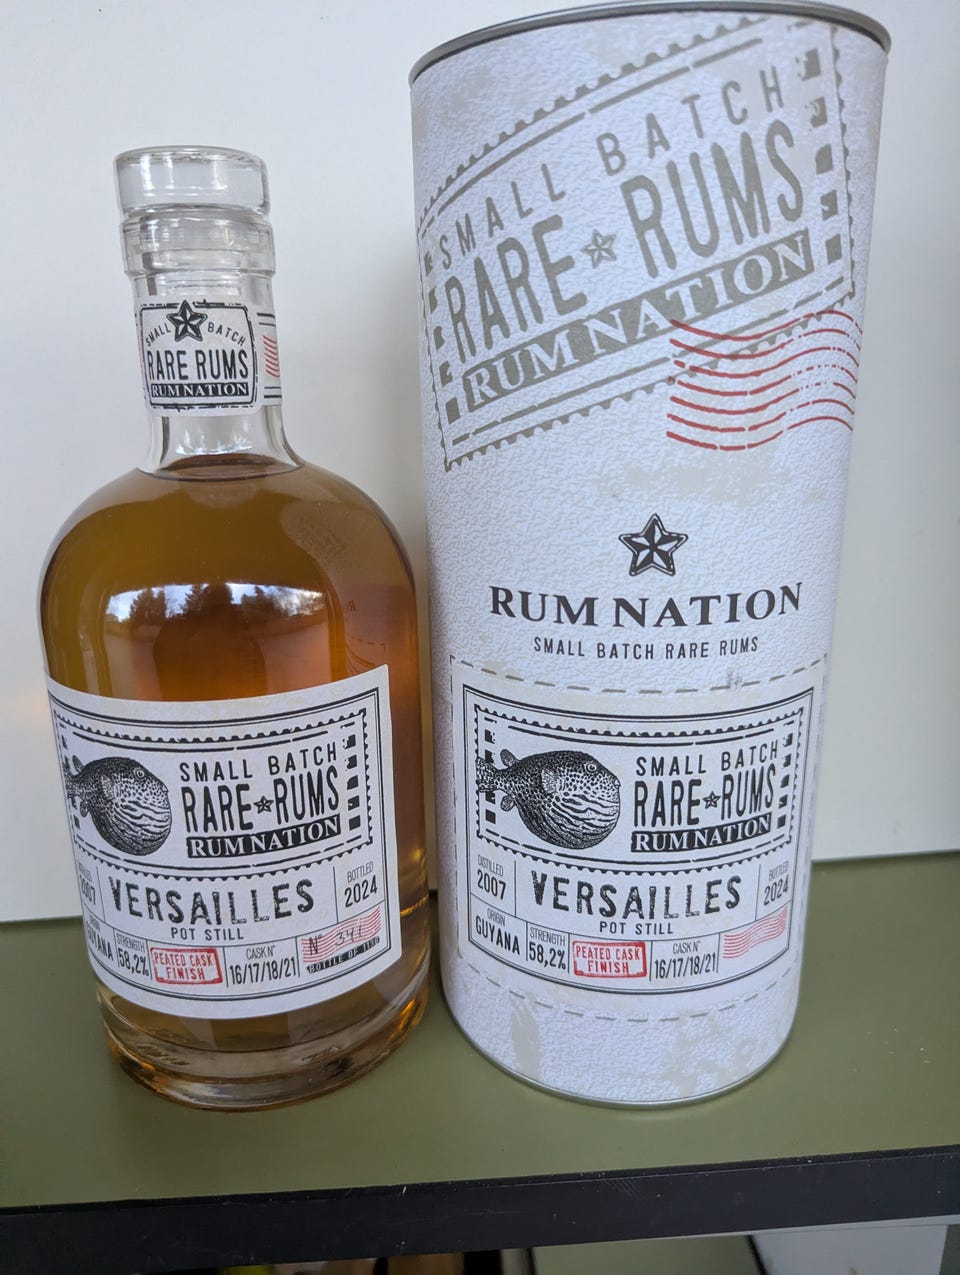 SMALL BATCH
RARE RUMS
RUM NATION
SMALL BATCH
RARE RUMS
RUM NATION
VERSAILLES
POT STILL
2007
BOTTLED
2024
GUYANA
STRENGTH
58,2%
PEATED CASK
FINISH
CASK N°
16/17/18/21
N° 341
SMALL BATCH
RARE RUMS
RUM NATION
RUM NATION
SMALL BATCH RARE RUMS
SMALL BATCH
RARE RUMS
RUM NATION
DISTILLED
2007
VERSAILLES
POT STILL
BOTTLED
2024
ORIGIN
GUYANA
STRENGTH
58,2%
PEATED CASK
FINISH
CASK N°
16/17/18/21